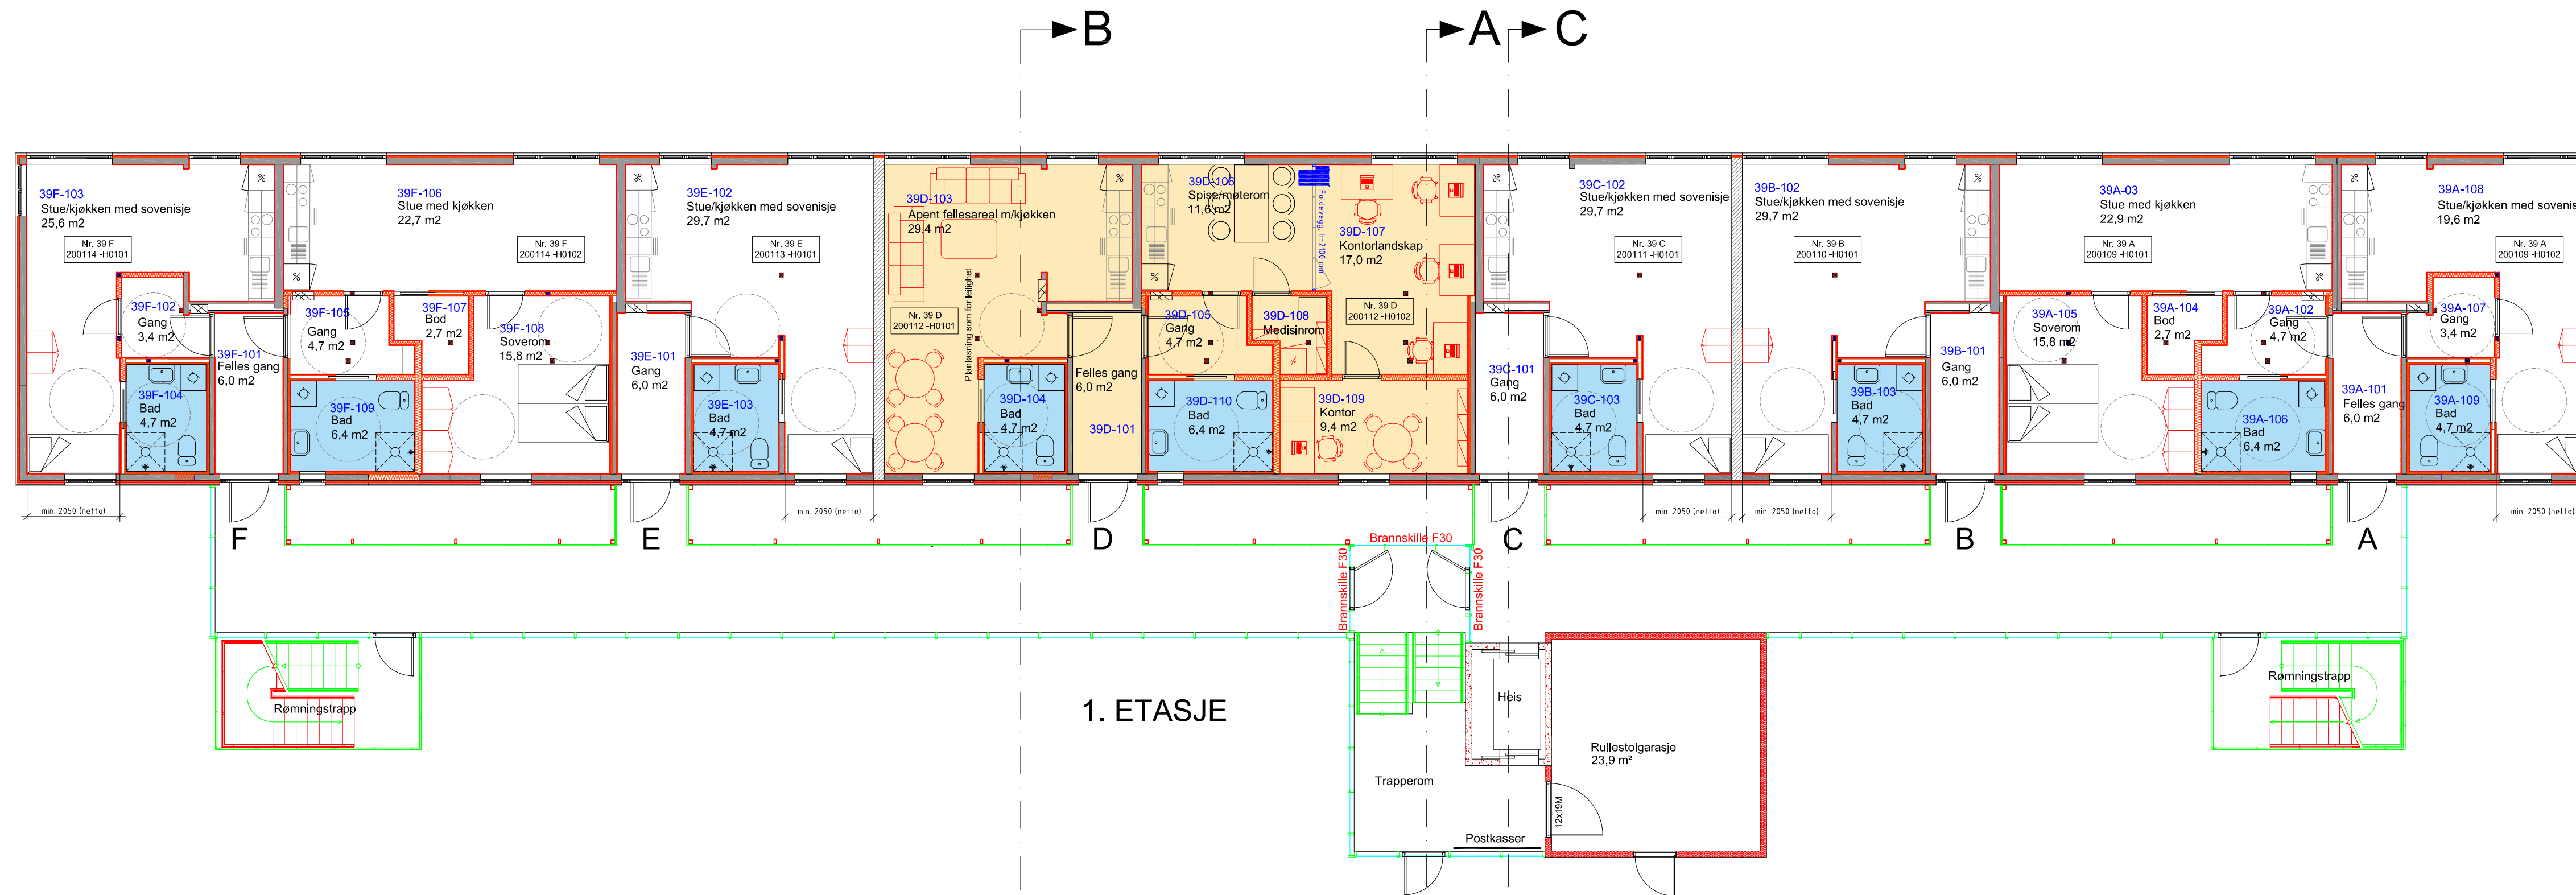 B
A
C
39F-103
Stue/kjøkken med sovenisje
25,6 m2
Nr. 39 F
200114 -H0101
39F-102
Gang
3,4 m2
39F-104
Bad
4,7 m2
39F-101
Felles gang
6,0 m2
39F-106
Stue med kjøkken
22,7 m2
Nr. 39 F
200114 -H0102
39F-105
Gang
4,7 m2
39F-107
Bod
2,7 m2
39F-108
Soverom
15,8 m2
39F-109
Bad
6,4 m2
39E-102
Stue/kjøkken med sovenisje
29,7 m2
Nr. 39 E
200113 -H0101
39E-101
Gang
6,0 m2
39E-103
Bad
4,7 m2
39D-103
Åpent fellesareal m/kjøkken
29,4 m2
Nr. 39 D
200112 -H0101
Planløsning som for leilighet
39D-104
Bad
4,7 m2
Felles gang
6,0 m2
39D-101
39D-106
Spise/møterom
11,6 m2
Foldevegg, h=2100 mm
39D-107
Kontorlandskap
17,0 m2
Nr. 39 D
200112 -H0102
39D-105
Gang
4,7 m2
39D-108
Medisinrom
39D-110
Bad
6,4 m2
39D-109
Kontor
9,4 m2
39C-102
Stue/kjøkken med sovenisje
29,7 m2
Nr. 39 C
200111 -H0101
39C-101
Gang
6,0 m2
39C-103
Bad
4,7 m2
39B-102
Stue/kjøkken med sovenisje
29,7 m2
Nr. 39 B
200110 -H0101
39B-103
Bad
4,7 m2
39B-101
Gang
6,0 m2
39A-03
Stue med kjøkken
22,9 m2
Nr. 39 A
200109 -H0101
39A-105
Soverom
15,8 m2
39A-104
Bod
2,7 m2
39A-102
Gang
4,7 m2
39A-106
Bad
6,4 m2
39A-101
Felles gang
6,0 m2
39A-108
Stue/kjøkken med sovenis
19,6 m2
Nr. 39 A
200109 -H0102
39A-107
Gang
3,4 m2
39A-109
Bad
4,7 m2
min. 2050 (netto)
min. 2050 (netto)
min. 2050 (netto)
min. 2050 (netto)
min. 2050 (netto)
F
E
D
C
B
A
Brannskille F30
Brannskille F30
Brannskille F30
Rømningstrapp
1. ETASJE
Heis
Trapperom
Postkasser
Rullestolgarasje
23,9 m²
12x19M
Rømningstrapp